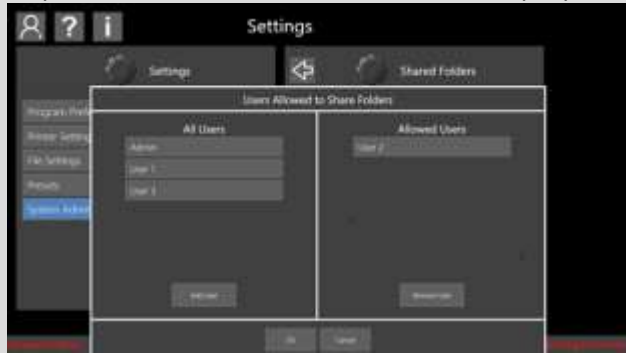 ? i Settings
Settings Shared Folders
Users Allowed to Share Folders
Program Pref
Printer Setting
File Settings
Presets
System Admin
All Users
Admin
User 1
User 3
Add User
Allowed Users
User 2
Remove User
Ok Cancel